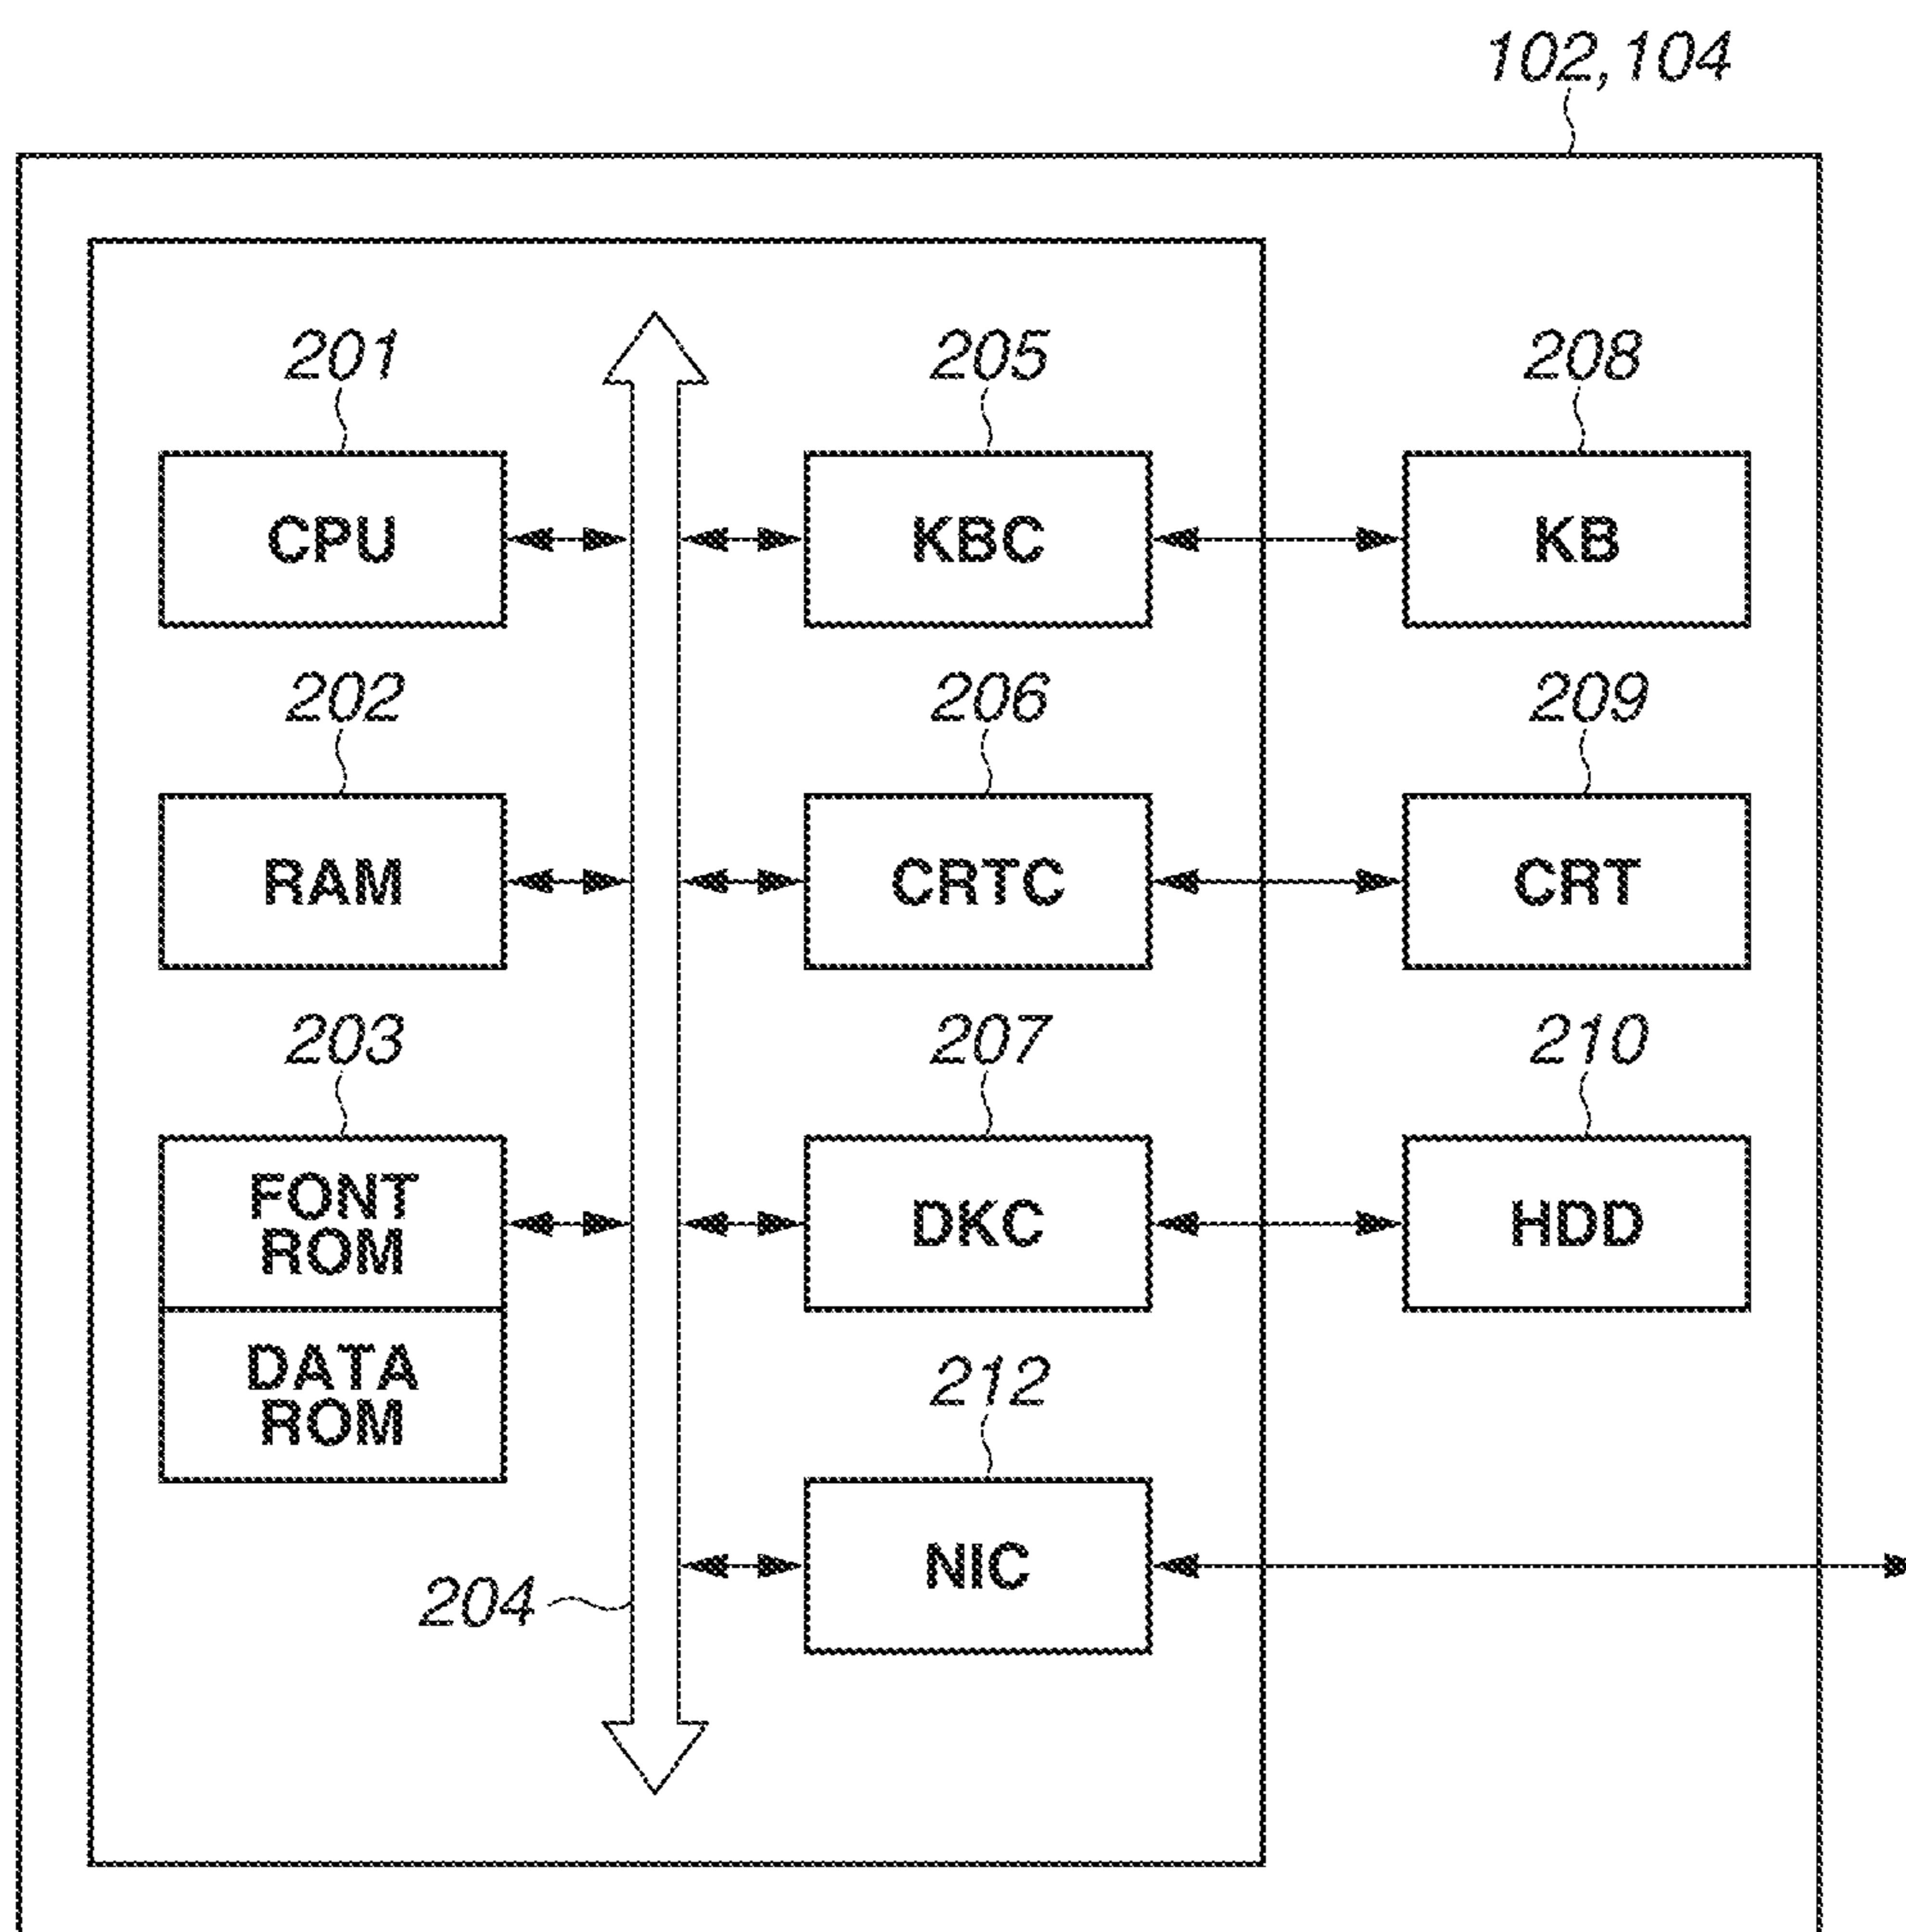 102,104
201
205
208
CPU
KBC
KB
202
206
209
RAM
CRTC
CRT
203
207
210
FONT
ROM
DKC
HDD
DATA
ROM
212
NIC
204